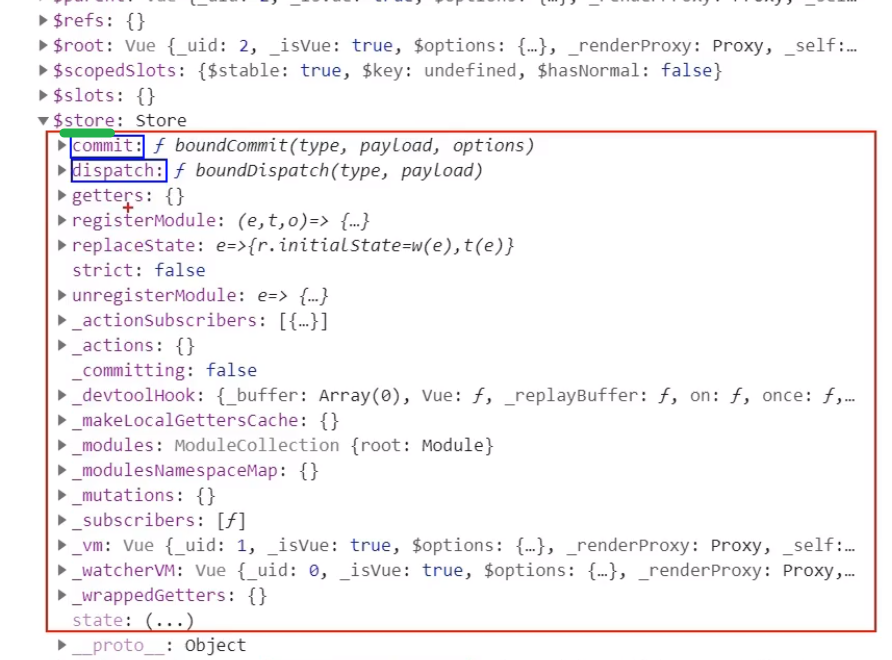 $parent: Vue {_uid: 2, _isVue: true, $options: {…}, _renderProxy: Proxy, _sel…
$refs: {}
$root: Vue {_uid: 2, _isVue: true, $options: {…}, _renderProxy: Proxy, _self:…
$scopedSlots: {$stable: true, $key: undefined, $hasNormal: false}
$slots: {}
$store: Store
commit: ƒ boundCommit(type, payload, options)
dispatch: ƒ boundDispatch(type, payload)
getters: {}
registerModule: (e,t,o)=> {…}
replaceState: e=>{r.initialState=w(e),t(e)}
strict: false
unregisterModule: e=> {…}
_actionSubscribers: [{…}]
_actions: {}
_committing: false
_devtoolHook: {_buffer: Array(0), Vue: ƒ, _replayBuffer: ƒ, on: ƒ, once: ƒ,…
_makeLocalGettersCache: {}
_modules: ModuleCollection {root: Module}
_modulesNamespaceMap: {}
_mutations: {}
_subscribers: [ƒ]
_vm: Vue {_uid: 1, _isVue: true, $options: {…}, _renderProxy: Proxy, _self:…
_watcherVM: Vue {_uid: 0, _isVue: true, $options: {…}, _renderProxy: Proxy,…
_wrappedGetters: {}
state: (...)
__proto__: Object